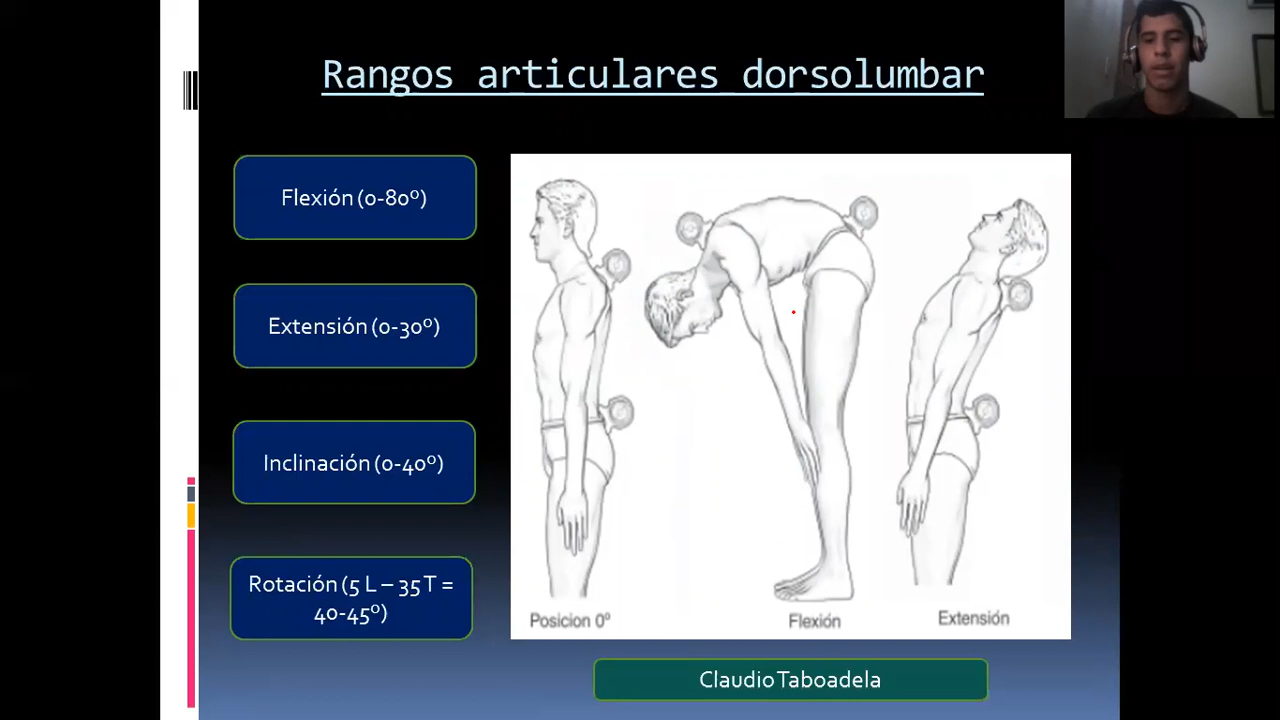 Rangos articulares dorsolumbar
Flexión (0-80º)
Extensión (0-30º)
Inclinación (0-40º)
Rotación (5 L – 35 T =
40-45º)
Posicion 0º
Flexión
Extensión
Claudio Taboadela